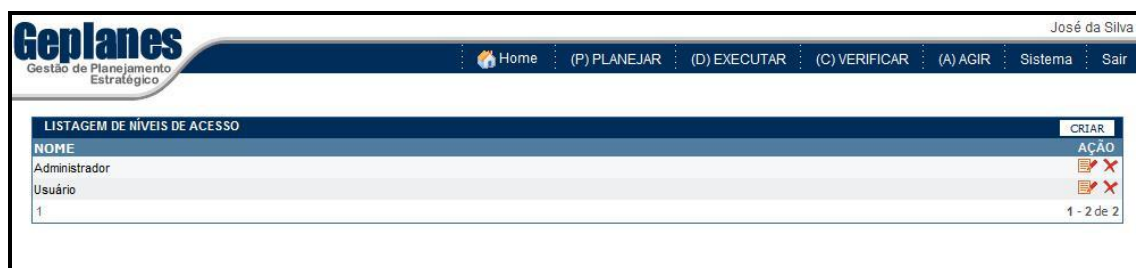 José da Silva
Geplanes
Gestão de Planejamento
Estratégico
Home (P) PLANEJAR (D) EXECUTAR (C) VERIFICAR (A) AGIR Sistema Sair
LISTAGEM DE NÍVEIS DE ACESSO CRIAR
NOME AÇÃO
Administrador
Usuário
1 1 - 2 de 2